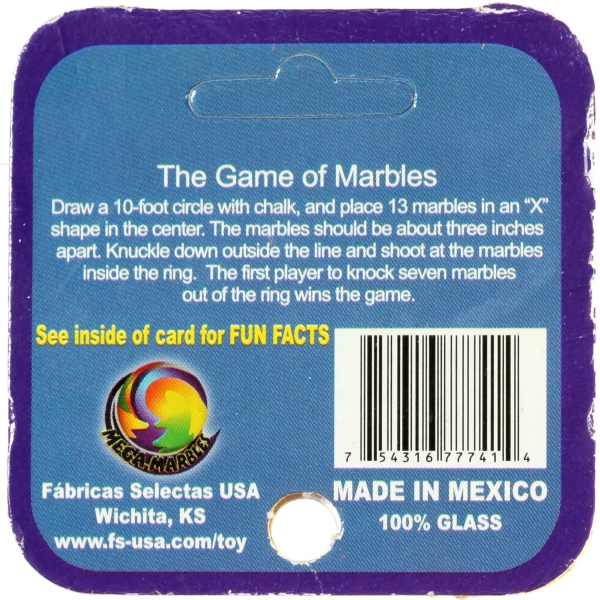 The Game of Marbles
Draw a 10-foot circle with chalk, and place 13 marbles in an “X”
shape in the center. The marbles should be about three inches
apart. Knuckle down outside the line and shoot at the marbles
inside the ring. The first player to knock seven marbles
out of the ring wins the game.
See inside of card for FUN FACTS
MEGA-MARBLES
7 54316 77741 4
Fábricas Selectas USA
Wichita, KS
www.fs-usa.com/toy
MADE IN MEXICO
100% GLASS